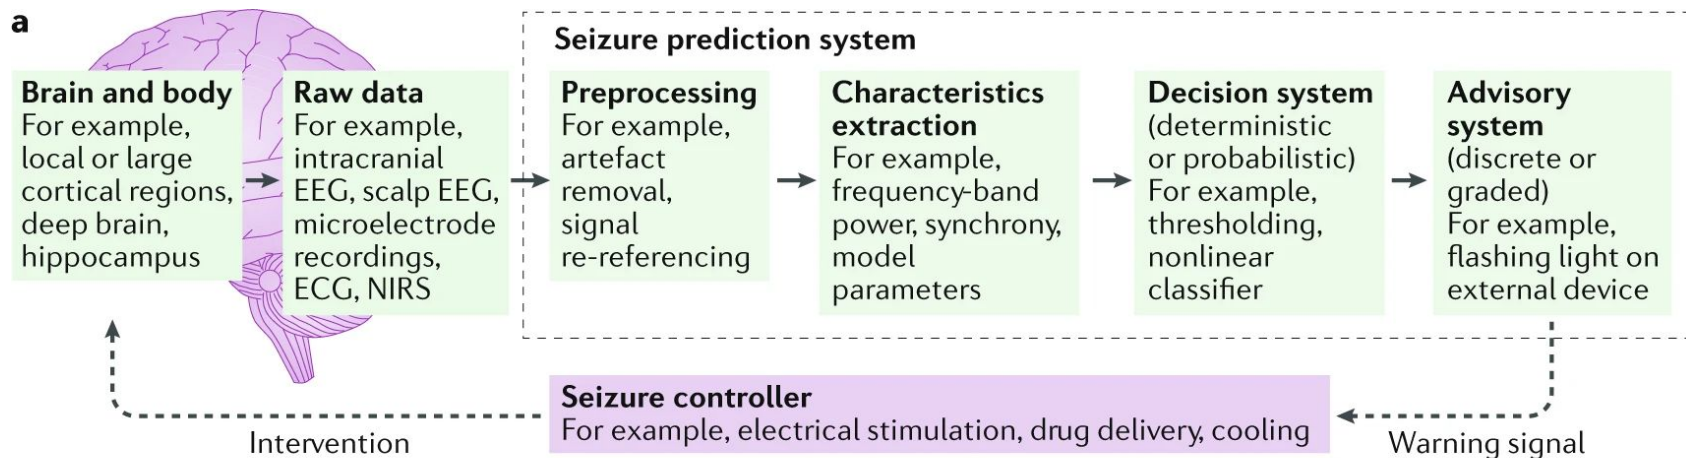 a
Seizure prediction system
Brain and body
For example,
local or large
cortical regions,
deep brain,
hippocampus
Raw data
For example,
intracranial
EEG, scalp EEG,
microelectrode
recordings,
ECG, NIRS
Preprocessing
For example,
artefact
removal,
signal
re-referencing
Characteristics
extraction
For example,
frequency-band
power, synchrony,
model
parameters
Decision system
(deterministic
or probabilistic)
For example,
thresholding,
nonlinear
classifier
Advisory
system
(discrete or
graded)
For example,
flashing light on
external device
Seizure controller
For example, electrical stimulation, drug delivery, cooling
Intervention
Warning signal